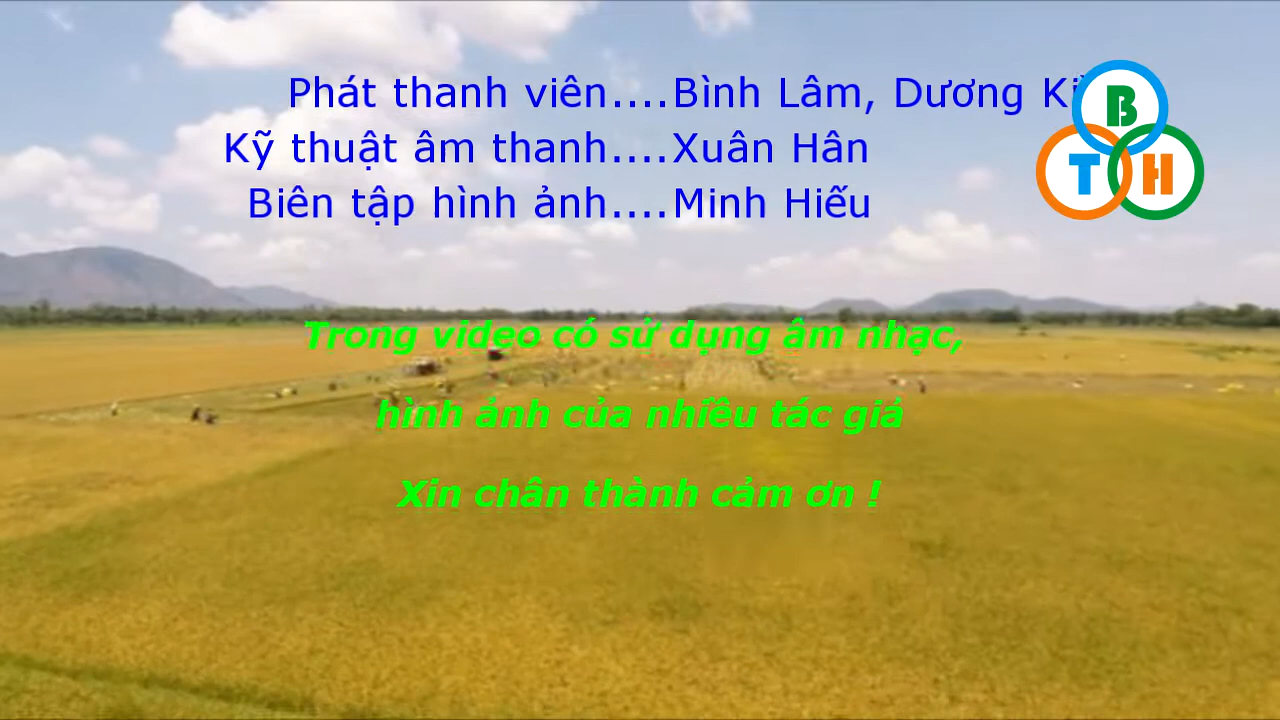 Phát thanh viên....Bình Lâm, Dương
Kỹ thuật âm thanh....Xuân Hân
Biên tập hình ảnh....Minh Hiếu
B
T H
Trong video có sử dụng âm nhạc,
hình ảnh của nhiều tác giả
Xin chân thành cảm ơn !